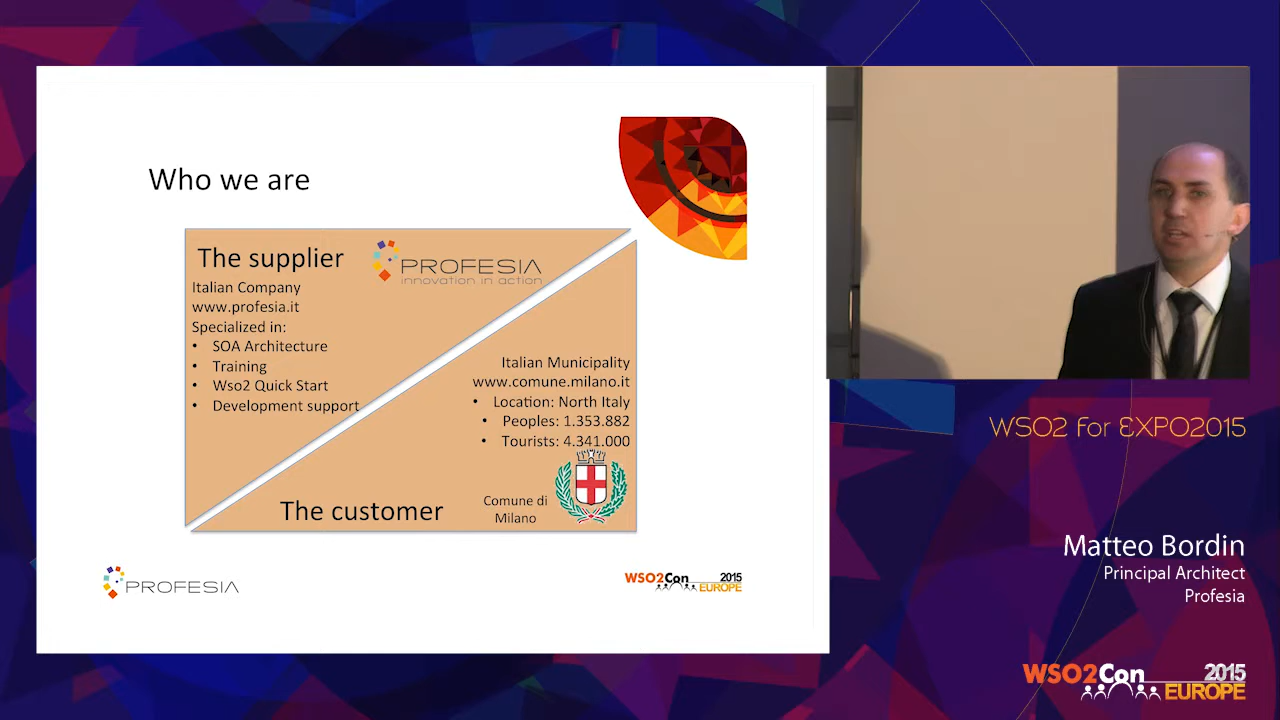 Who we are
The supplier
PROFESIA
innovation in action
Italian Company
www.profesia.it
Specialized in:
• SOA Architecture
• Training
• Wso2 Quick Start
• Development support
Italian Municipality
www.comune.milano.it
• Location: North Italy
• Peoples: 1.353.882
• Tourists: 4.341.000
Comune di
Milano
The customer
PROFESIA
WSO2Con 2015
EUROPE
WSO2 For EXPO2015
Matteo Bordin
Principal Architect
Profesia
WSO2Con 2015
EUROPE